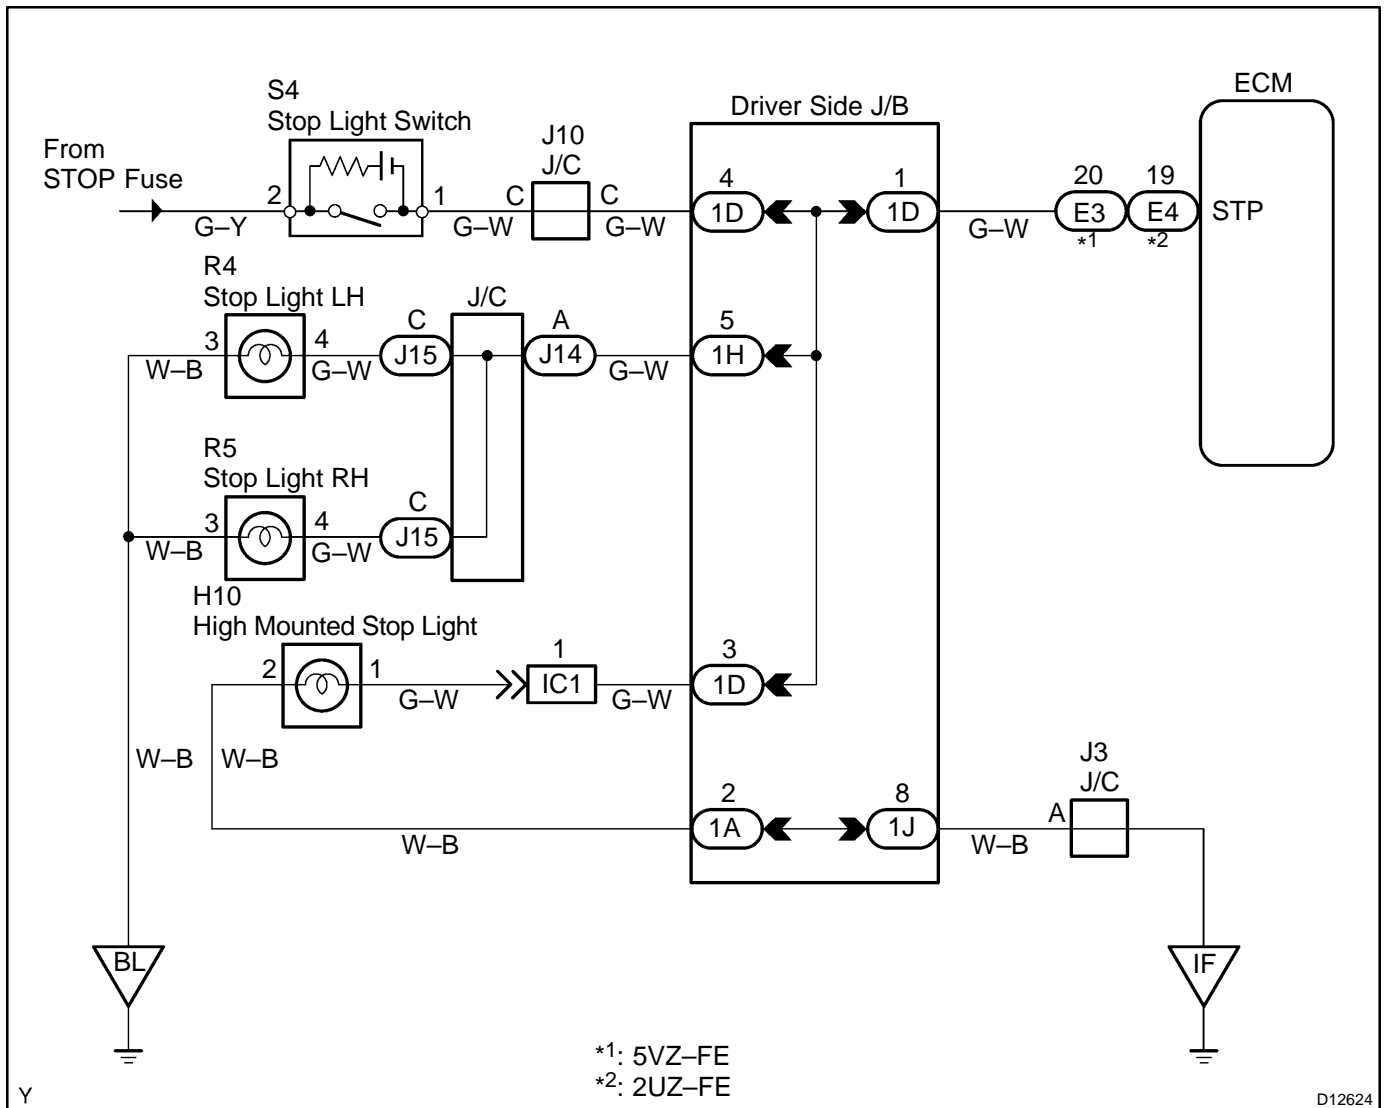 S4
Stop Light Switch
From
STOP Fuse
2
1
G–Y
G–W
J10
J/C
C
C
G–W
Driver Side J/B
4
1D
1
1D
G–W
20
E3
*1
19
E4
*2
ECM
STP
R4
Stop Light LH
3
4
W–B
G–W
C
J15
J/C
A
J14
G–W
5
1H
R5
Stop Light RH
3
4
W–B
G–W
C
J15
H10
High Mounted Stop Light
2
1
G–W
1
IC1
G–W
3
1D
W–B
W–B
W–B
2
1A
8
1J
W–B
J3
J/C
A
BL
IF
*1: 5VZ–FE
*2: 2UZ–FE
Y
D12624